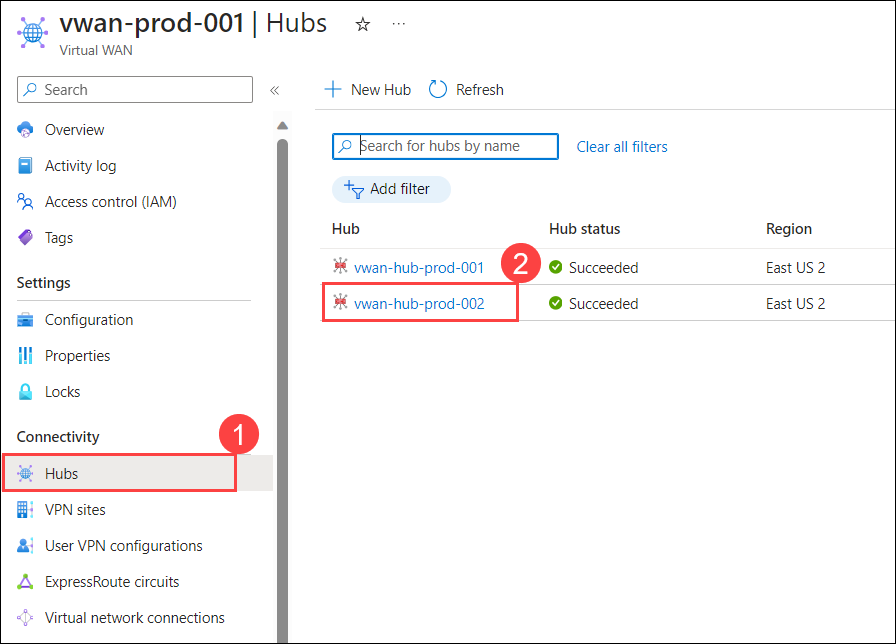 vwan-prod-001 | Hubs ☆ ···
Virtual WAN
Search «
Overview
Activity log
Access control (IAM)
Tags
Settings
Configuration
Properties
Locks
Connectivity
1
Hubs
VPN sites
User VPN configurations
ExpressRoute circuits
Virtual network connections
New Hub Refresh
Search for hubs by name Clear all filters
Add filter
Hub Hub status Region
vwan-hub-prod-001 2 Succeeded East US 2
vwan-hub-prod-002 Succeeded East US 2